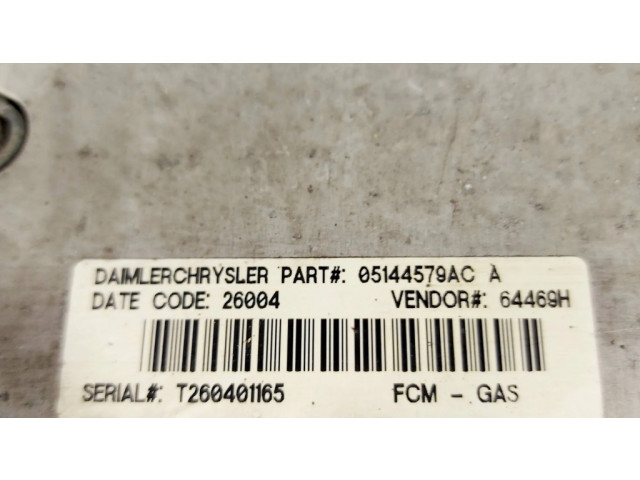 DAIMLERCHRYSLER PART#: 05144579AC A
DATE CODE: 26004 VENDOR#: 64469H
SERIAL#: T260401165 FCM - GAS